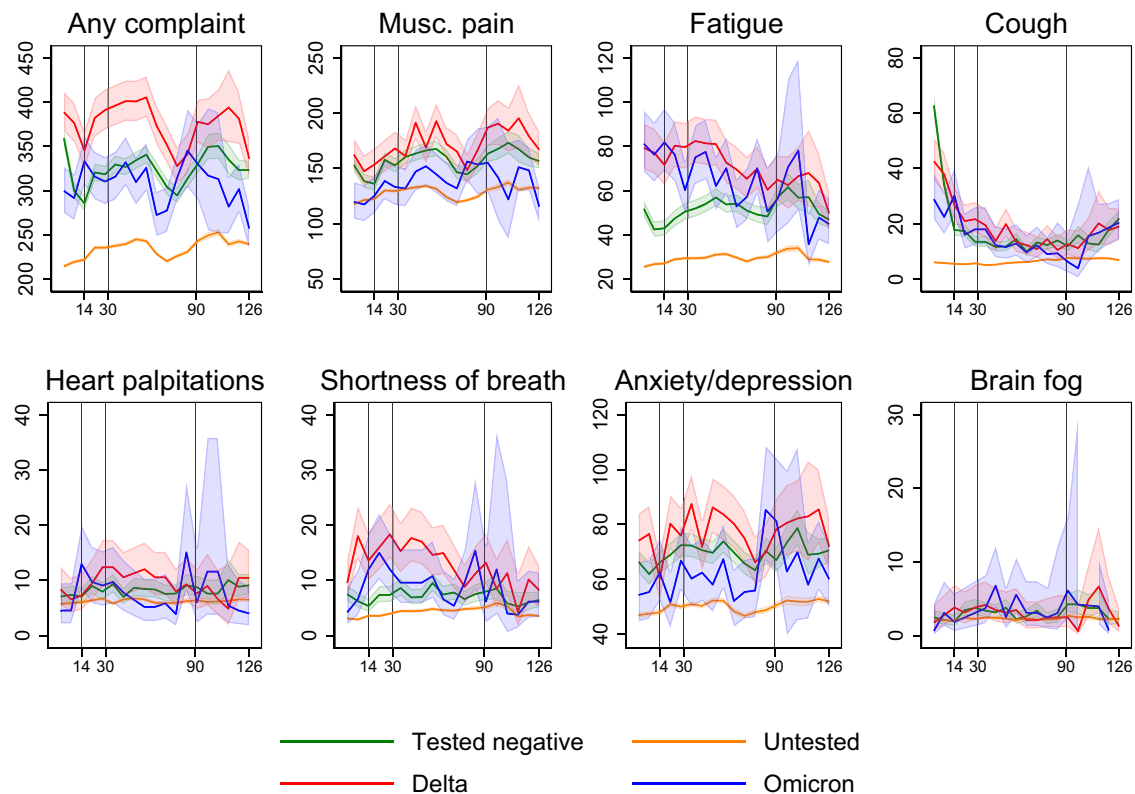 Any complaint
Musc. pain
Fatigue
Cough
450
400
350
300
250
200
14 30 90 126
250
200
150
100
50
14 30 90 126
120
100
80
60
40
20
14 30 90 126
80
60
40
20
0
14 30 90 126
Heart palpitations
Shortness of breath
Anxiety/depression
Brain fog
40
30
20
10
0
14 30 90 126
40
30
20
10
0
14 30 90 126
120
100
80
60
40
14 30 90 126
30
20
10
0
14 30 90 126
Tested negative
Untested
Delta
Omicron